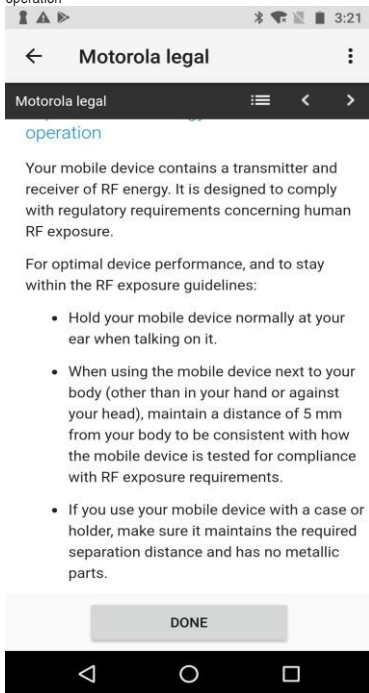 operation
3:21
Motorola legal
Motorola legal
operation
Your mobile device contains a transmitter and
receiver of RF energy. It is designed to comply
with regulatory requirements concerning human
RF exposure.
For optimal device performance, and to stay
within the RF exposure guidelines:
• Hold your mobile device normally at your
ear when talking on it.
• When using the mobile device next to your
body (other than in your hand or against
your head), maintain a distance of 5 mm
from your body to be consistent with how
the mobile device is tested for compliance
with RF exposure requirements.
• If you use your mobile device with a case or
holder, make sure it maintains the required
separation distance and has no metallic
parts.
DONE